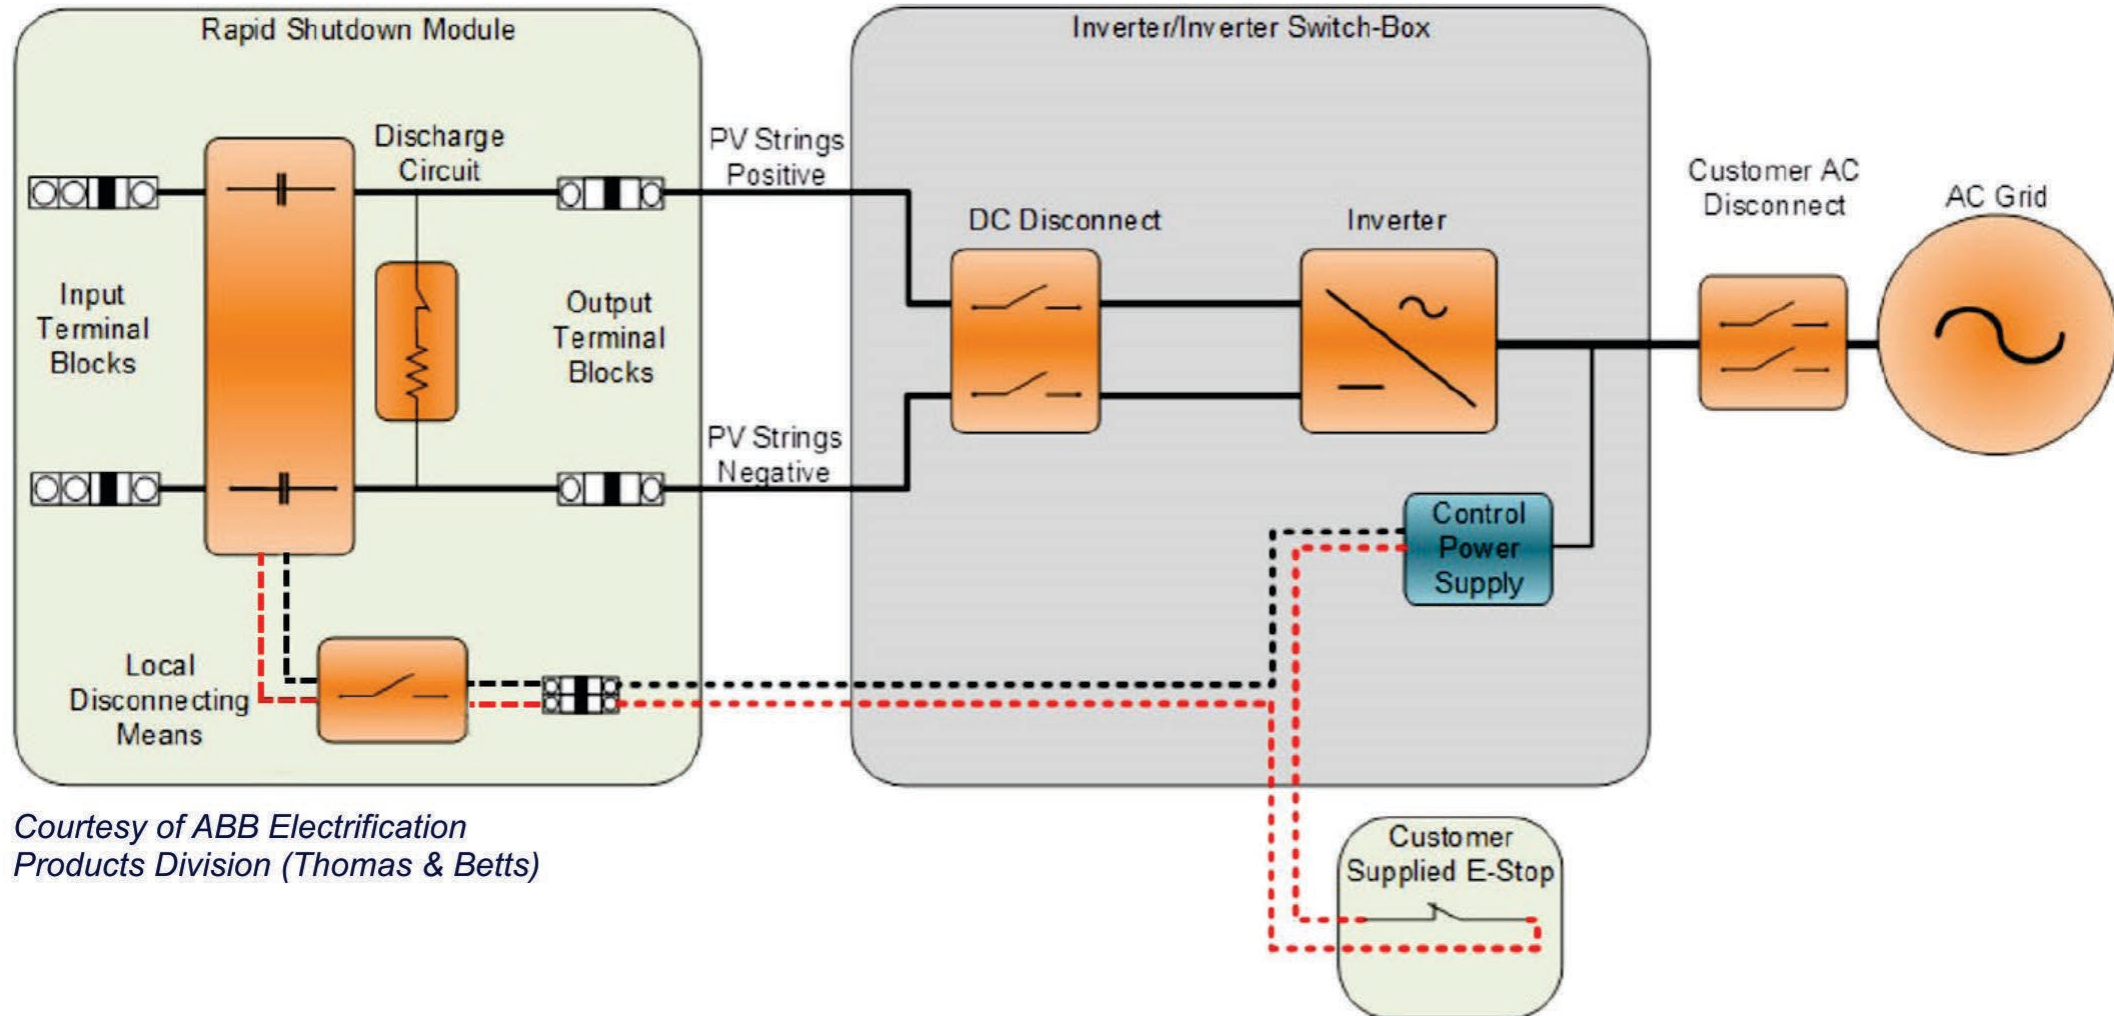 Rapid Shutdown Module
Inverter/Inverter Switch-Box
Discharge
Circuit
PV Strings
Positive
Customer AC
Disconnect
AC Grid
DC Disconnect
Inverter
Input
Terminal
Blocks
Output
Terminal
Blocks
PV Strings
Negative
Control
Power
Supply
Local
Disconnecting
Means
Courtesy of ABB Electrification
Products Division (Thomas & Betts)
Customer
Supplied E-Stop